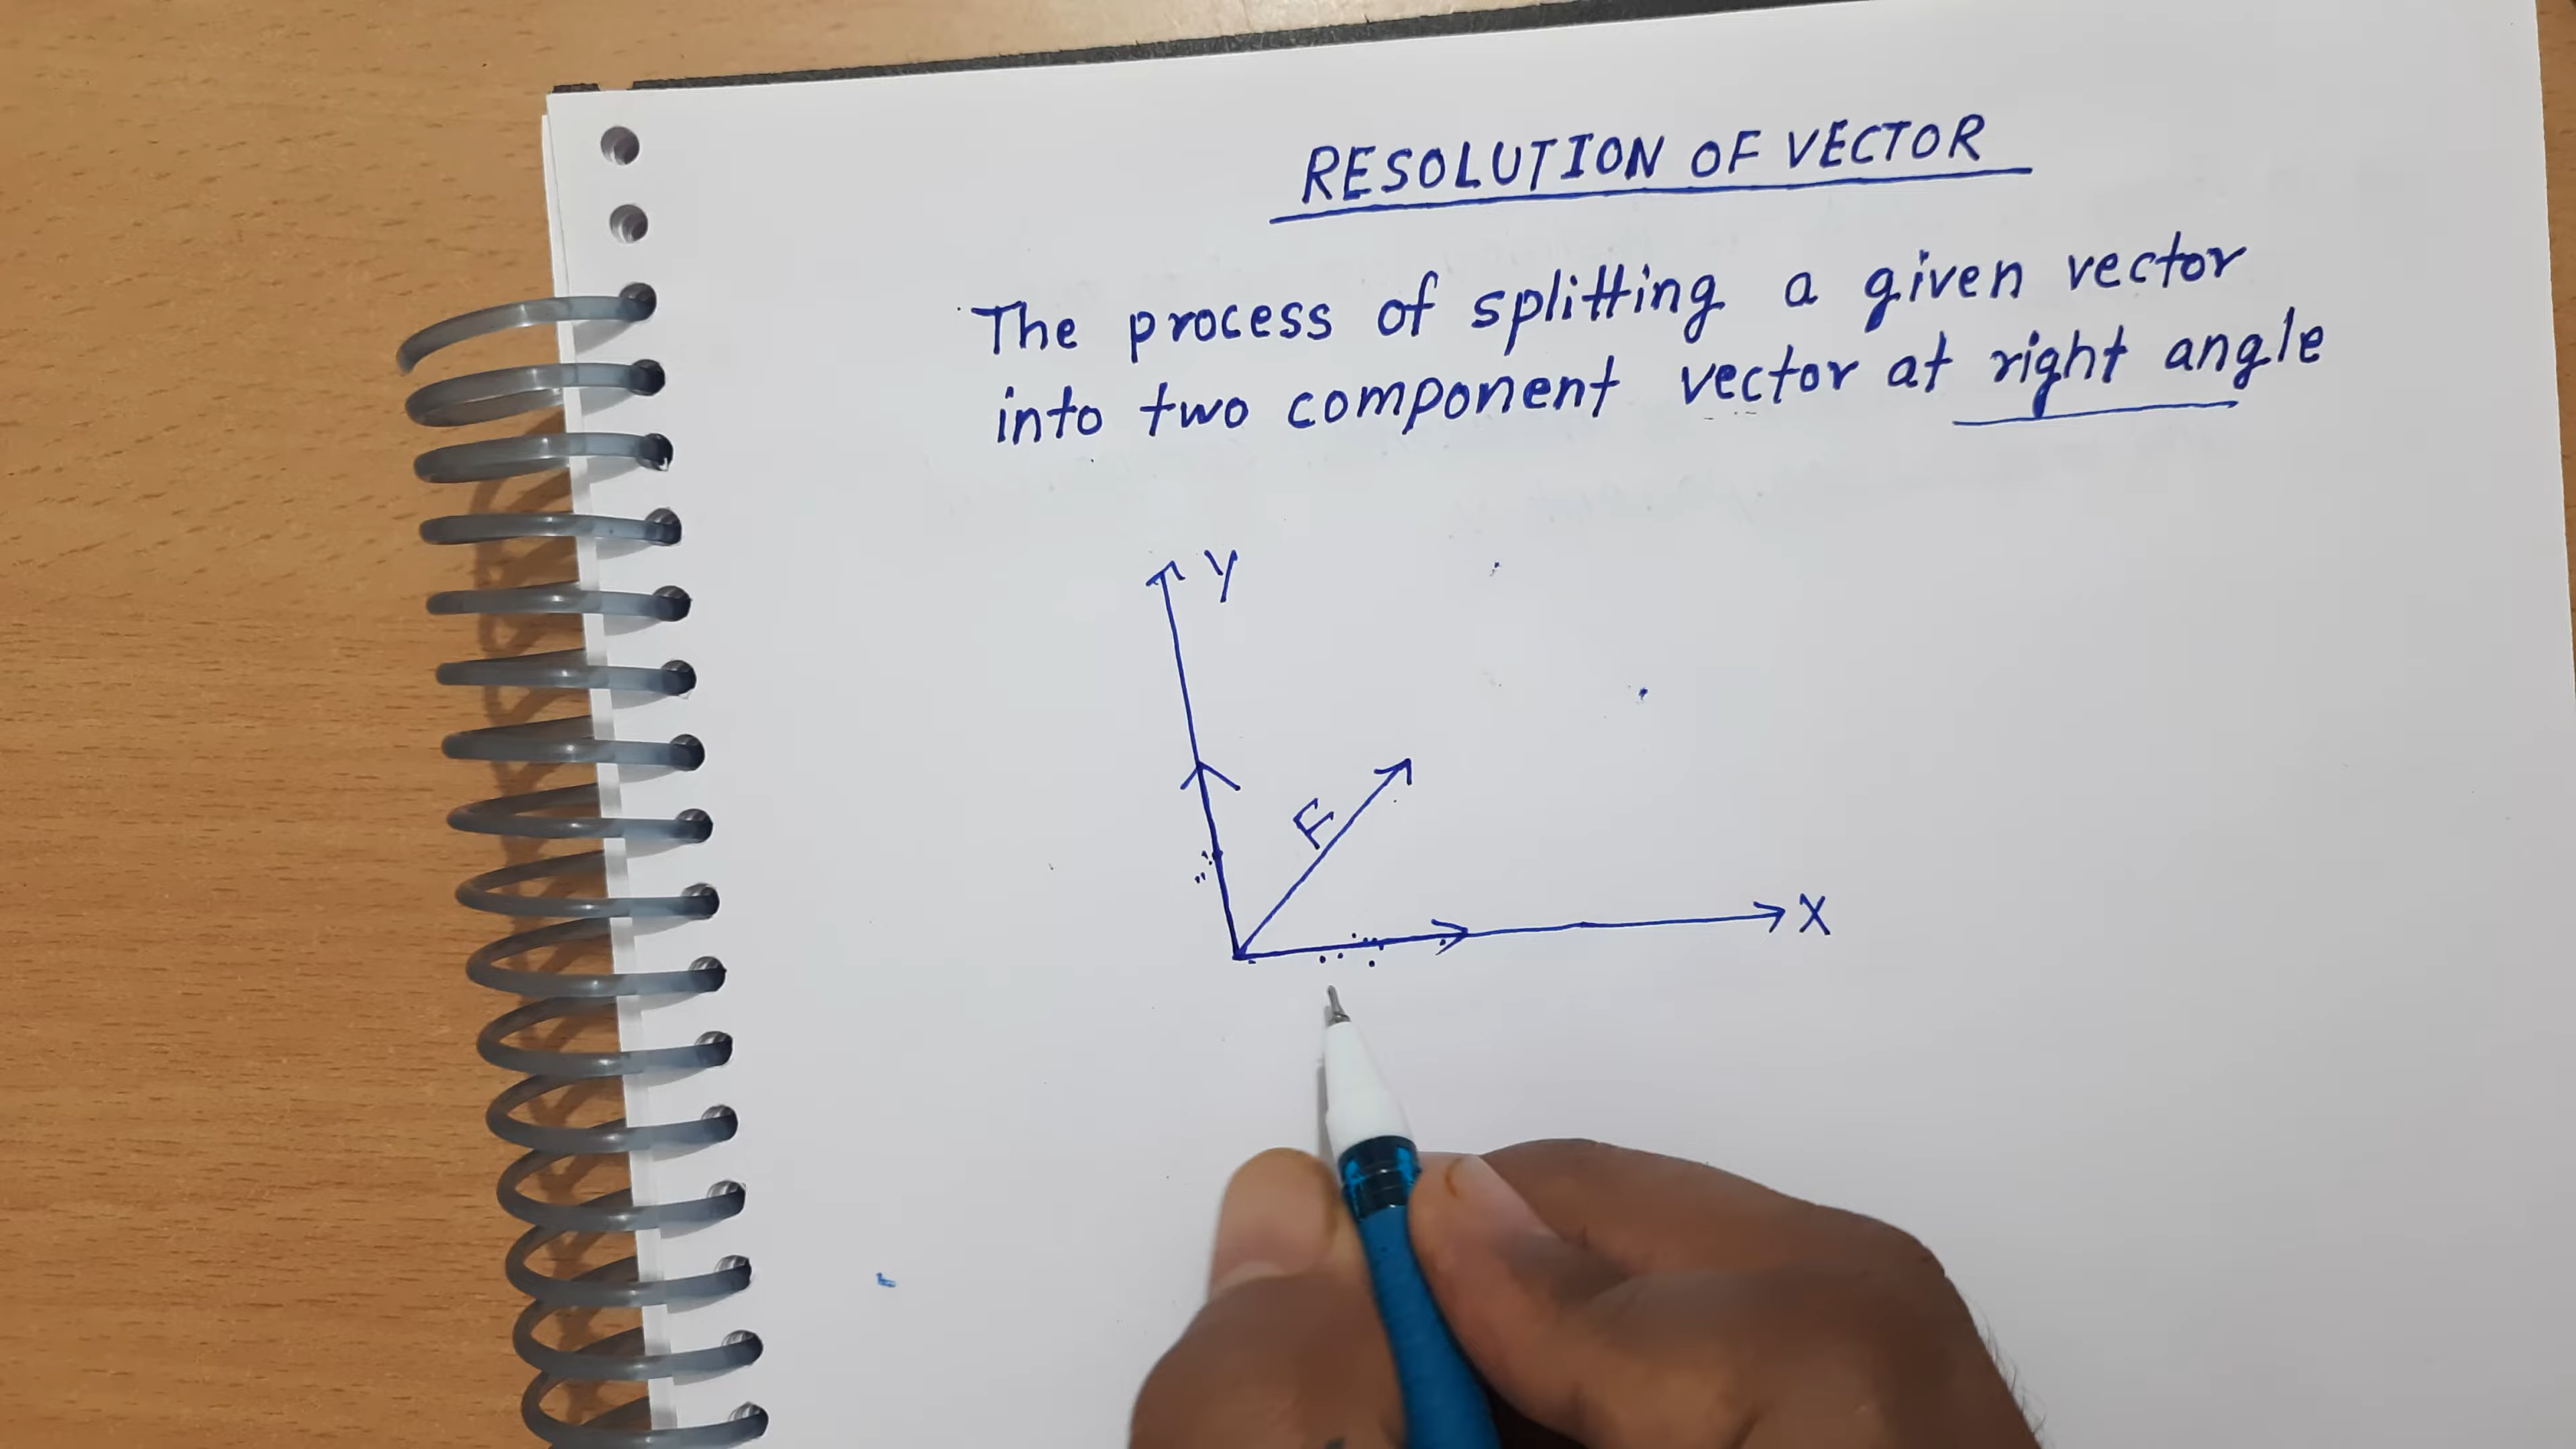 RESOLUTION OF VECTOR
The process of splitting a given vector
into two component vector at right angle
Y
F
X